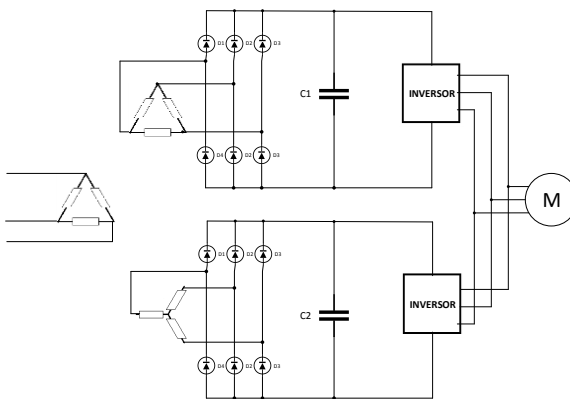 D1 D2 D3
C1
INVERSOR
D4 D2 D3
M
D1 D2 D3
C2
INVERSOR
D4 D2 D3